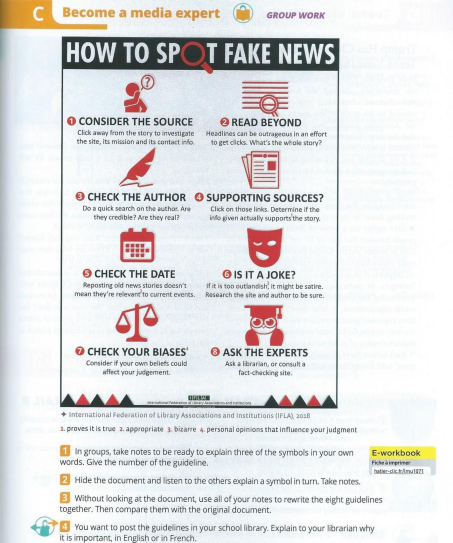 C Become a media expert GROUP WORK
HOW TO SPOT FAKE NEWS
1 CONSIDER THE SOURCE
Click away from the story to investigate
the site, its mission and its contact info.
2 READ BEYOND
Headlines can be outrageous in an effort
to get clicks. What's the whole story?
3 CHECK THE AUTHOR
Do a quick search on the author. Are
they credible? Are they real?
4 SUPPORTING SOURCES?
Click on those links. Determine if the
info given actually supports¹ the story.
5 CHECK THE DATE
Reposting old news stories doesn't
mean they're relevant² to current events.
6 IS IT A JOKE?
If it is too outlandish³, it might be satire.
Research the site and author to be sure.
7 CHECK YOUR BIASES⁴
Consider if your own beliefs could
affect your judgement.
8 ASK THE EXPERTS
Ask a librarian, or consult a
fact-checking site.
IFLA
International Federation of Library Associations and Institutions
International Federation of Library Associations and Institutions (IFLA), 2018
1. proves it is true 2. appropriate 3. bizarre 4. personal opinions that influence your judgment
1 In groups, take notes to be ready to explain three of the symbols in your own
words. Give the number of the guideline.
E-workbook
Fiche à imprimer
hatier-clic.fr/lmu1071
2 Hide the document and listen to the others explain a symbol in turn. Take notes.
3 Without looking at the document, use all of your notes to rewrite the eight guidelines
together. Then compare them with the original document.
4 You want to post the guidelines in your school library. Explain to your librarian why
it is important, in English or in French.